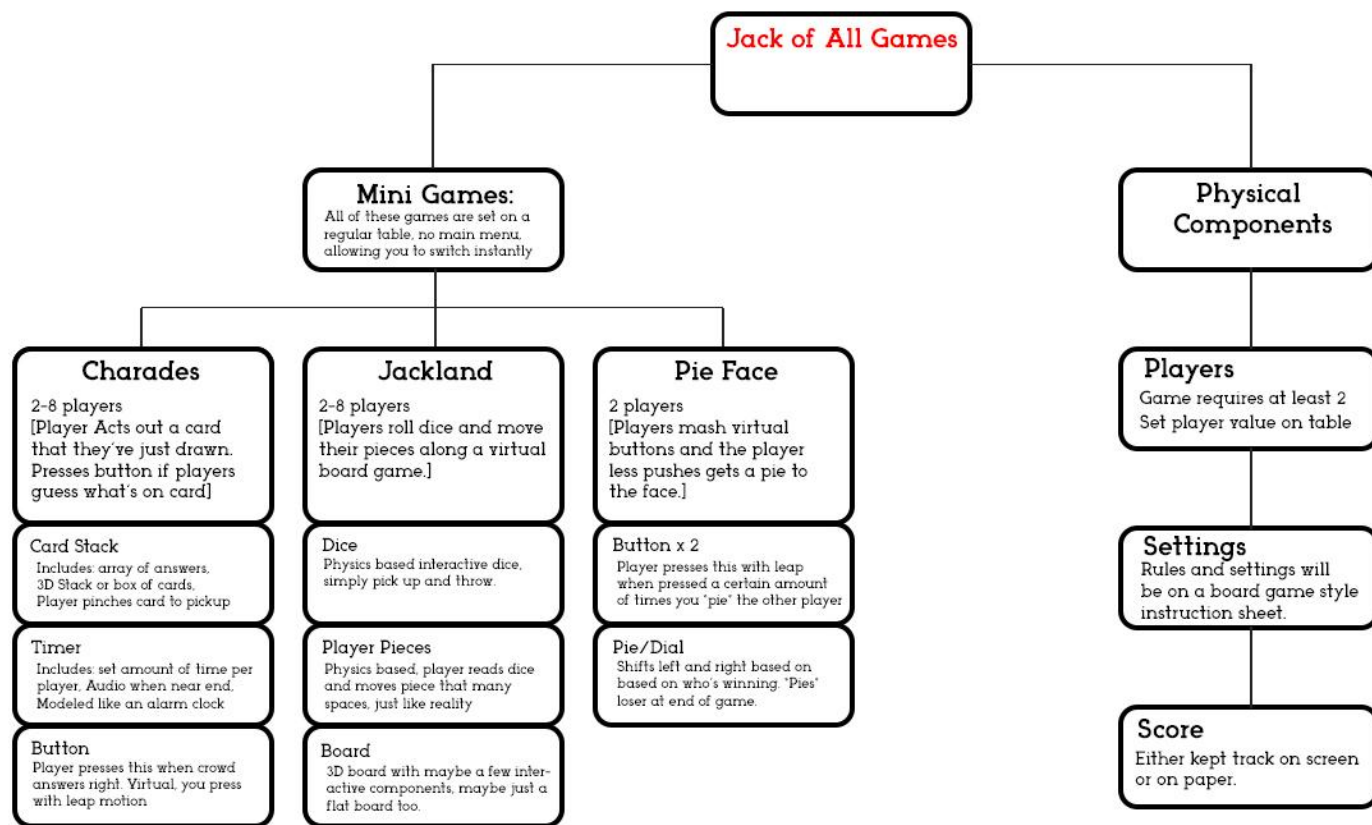 Jack of All Games
Mini Games:
All of these games are set on a
regular table, no main menu,
allowing you to switch instantly
Physical
Components
Charades
2-8 players
[Player Acts out a card
that they've just drawn.
Presses button if players
guess what's on card]
Card Stack
Includes: array of answers,
3D Stack or box of cards,
Player pinches card to pickup
Timer
Includes: set amount of time per
player, Audio when near end,
Modeled like an alarm clock
Button
Player presses this when crowd
answers right. Virtual, you press
with leap motion
Jackland
2-8 players
[Players roll dice and move
their pieces along a virtual
board game.]
Dice
Physics based interactive dice,
simply pick up and throw.
Player Pieces
Physics based, player reads dice
and moves piece that many
spaces, just like reality
Board
3D board with maybe a few inter-
active components, maybe just a
flat board too.
Pie Face
2 players
[Players mash virtual
buttons and the player
less pushes gets a pie to
the face.]
Button x 2
Player presses this with leap
when pressed a certain amount
of times you "pie" the other player
Pie/Dial
Shifts left and right based on
based on who's winning. "Pies"
loser at end of game.
Players
Game requires at least 2
Set player value on table
Settings
Rules and settings will
be on a board game style
instruction sheet.
Score
Either kept track on screen
or on paper.